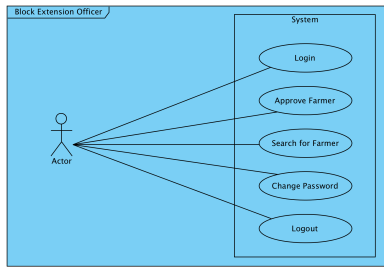 Block Extension Officer
System
Login
Approve Farmer
Search for Farmer
Actor
Change Password
Logout